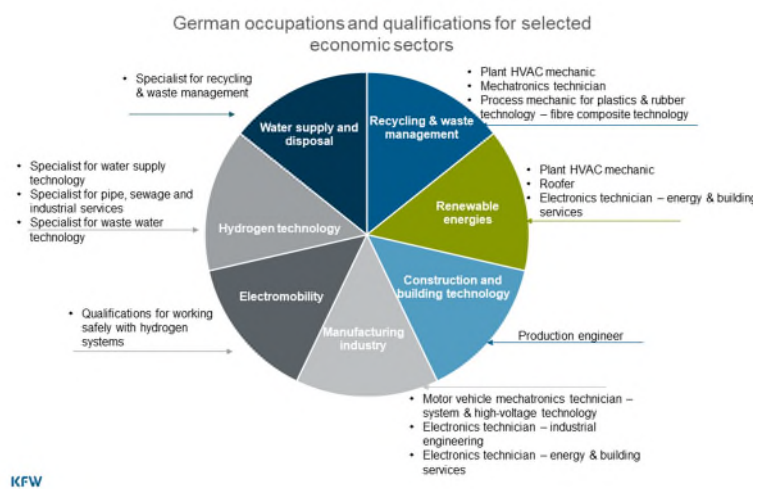 German occupations and qualifications for selected
economic sectors
• Specialist for recycling
& waste management
• Plant HVAC mechanic
• Mechatronics technician
• Process mechanic for plastics & rubber
technology – fibre composite technology
Water supply and
disposal
Recycling & waste
management
• Specialist for water supply
technology
• Specialist for pipe, sewage and
industrial services
• Specialist for waste water
technology
• Plant HVAC mechanic
• Roofer
• Electronics technician – energy & building
services
Hydrogen technology
Renewable
energies
Electromobility
Construction and
building technology
Manufacturing
industry
• Qualifications for working
safely with hydrogen
systems
• Production engineer
• Motor vehicle mechatronics technician –
system & high-voltage technology
• Electronics technician – industrial
engineering
• Electronics technician – energy & building
services
KFW